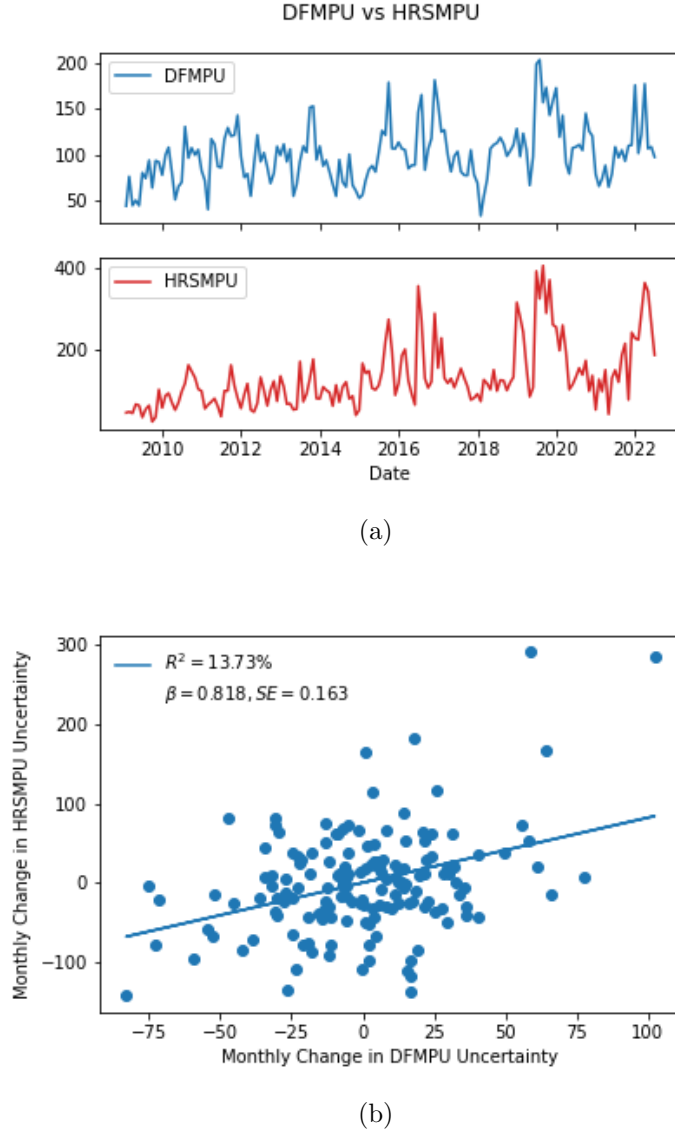 DFMPU vs HRSMPU
200
150
100
50
DFMPU
400
200
HRSMPU
2010 2012 2014 2016 2018 2020 2022
Date
(a)
300
200
100
0
−100
Monthly Change in HRSMPU Uncertainty
R² = 13.73%
β = 0.818, SE = 0.163
−75 −50 −25 0 25 50 75 100
Monthly Change in DFMPU Uncertainty
(b)